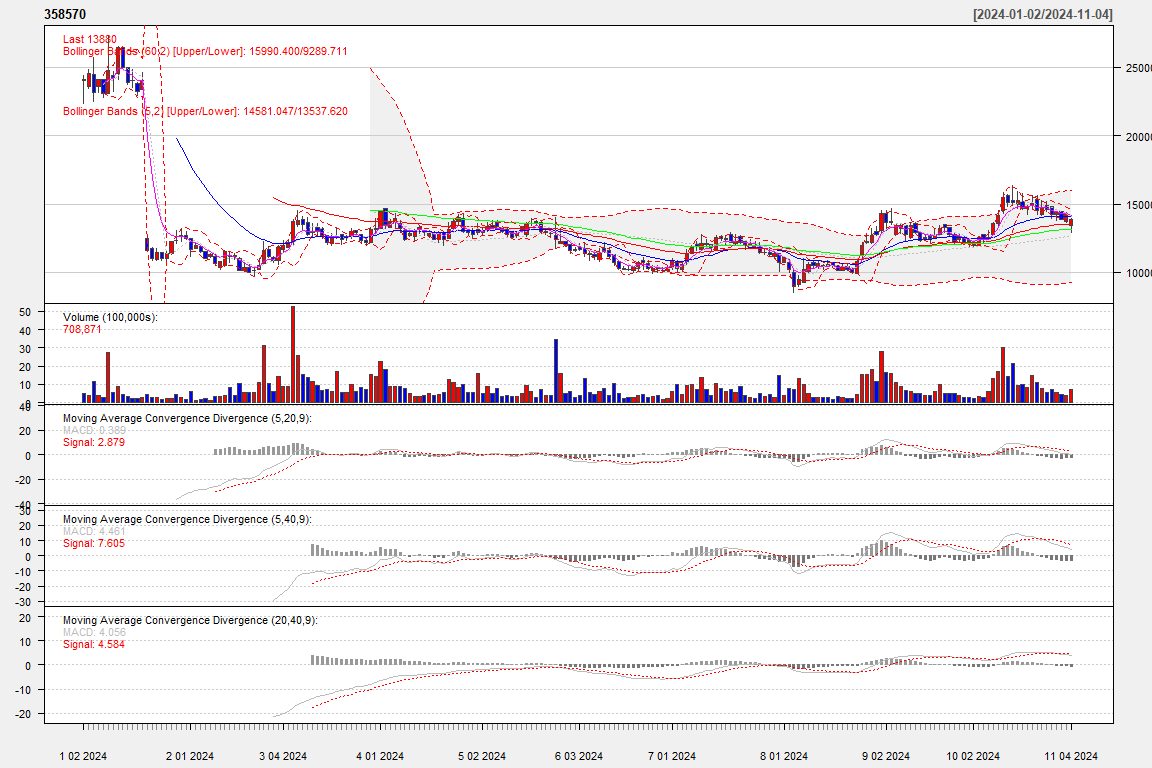 358570 [2024-01-02/2024-11-04]
Last 13880
Bollinger Bands (60,2) [Upper/Lower]: 15990.400/9289.711
Bollinger Bands (5,2) [Upper/Lower]: 14581.047/13537.620
25000
20000
15000
10000
Volume (100,000s):
708,871
50
40
30
20
10
0
Moving Average Convergence Divergence (5,20,9):
MACD: 0.389
Signal: 2.879
40
20
0
-20
-40
Moving Average Convergence Divergence (5,40,9):
MACD: 4.461
Signal: 7.605
30
20
10
0
-10
-20
-30
Moving Average Convergence Divergence (20,40,9):
MACD: 4.056
Signal: 4.584
20
10
0
-10
-20
1 02 2024 2 01 2024 3 04 2024 4 01 2024 5 02 2024 6 03 2024 7 01 2024 8 01 2024 9 02 2024 10 02 2024 11 04 2024